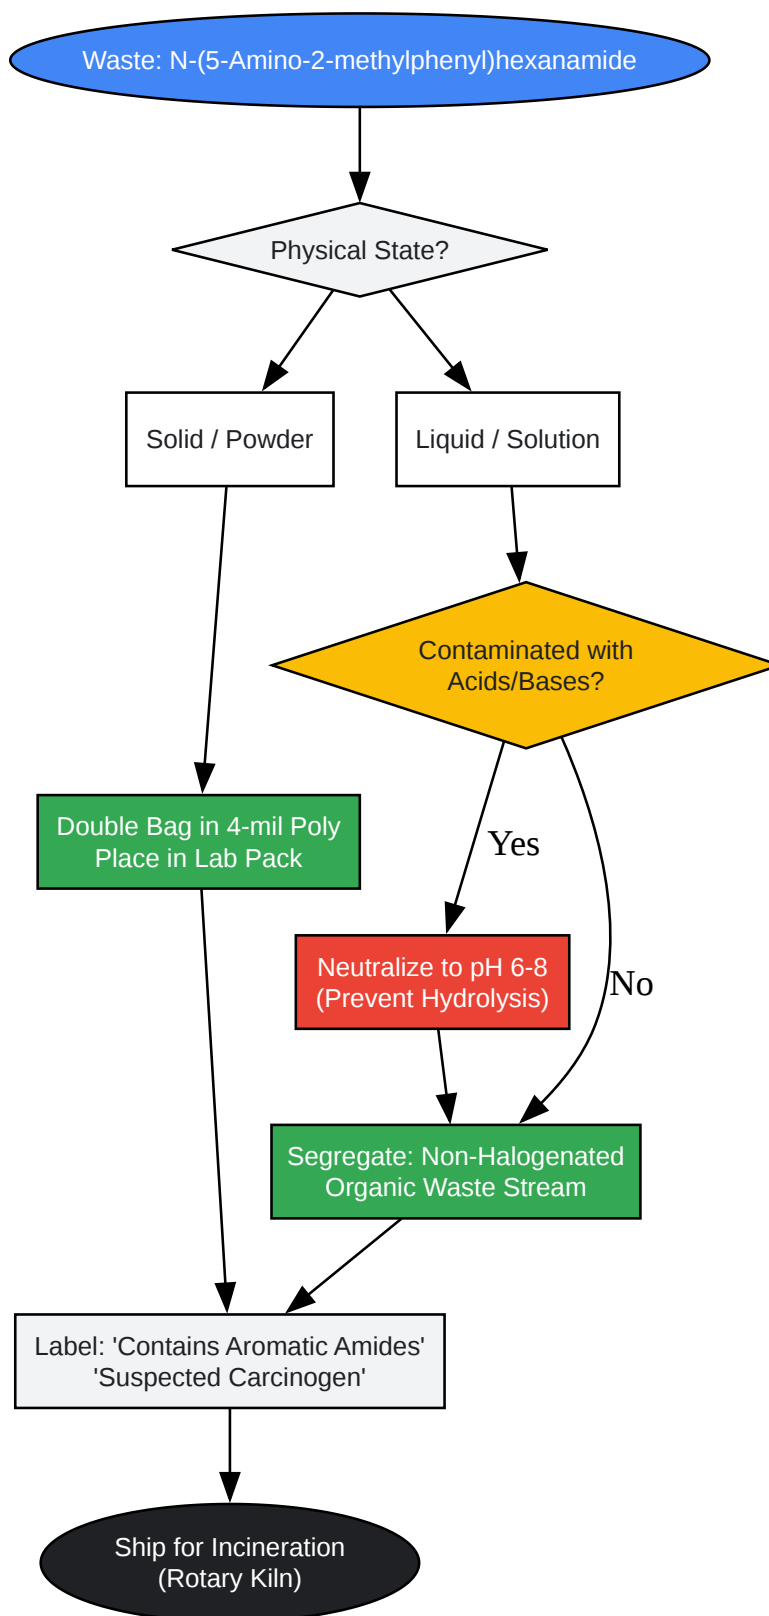 Waste: N-(5-Amino-2-methylphenyl)hexanamide
Physical State?
Solid / Powder
Liquid / Solution
Contaminated with
Acids/Bases?
Double Bag in 4-mil Poly
Place in Lab Pack
Yes
Neutralize to pH 6-8
(Prevent Hydrolysis)
No
Segregate: Non-Halogenated
Organic Waste Stream
Label: 'Contains Aromatic Amides'
'Suspected Carcinogen'
Ship for Incineration
(Rotary Kiln)